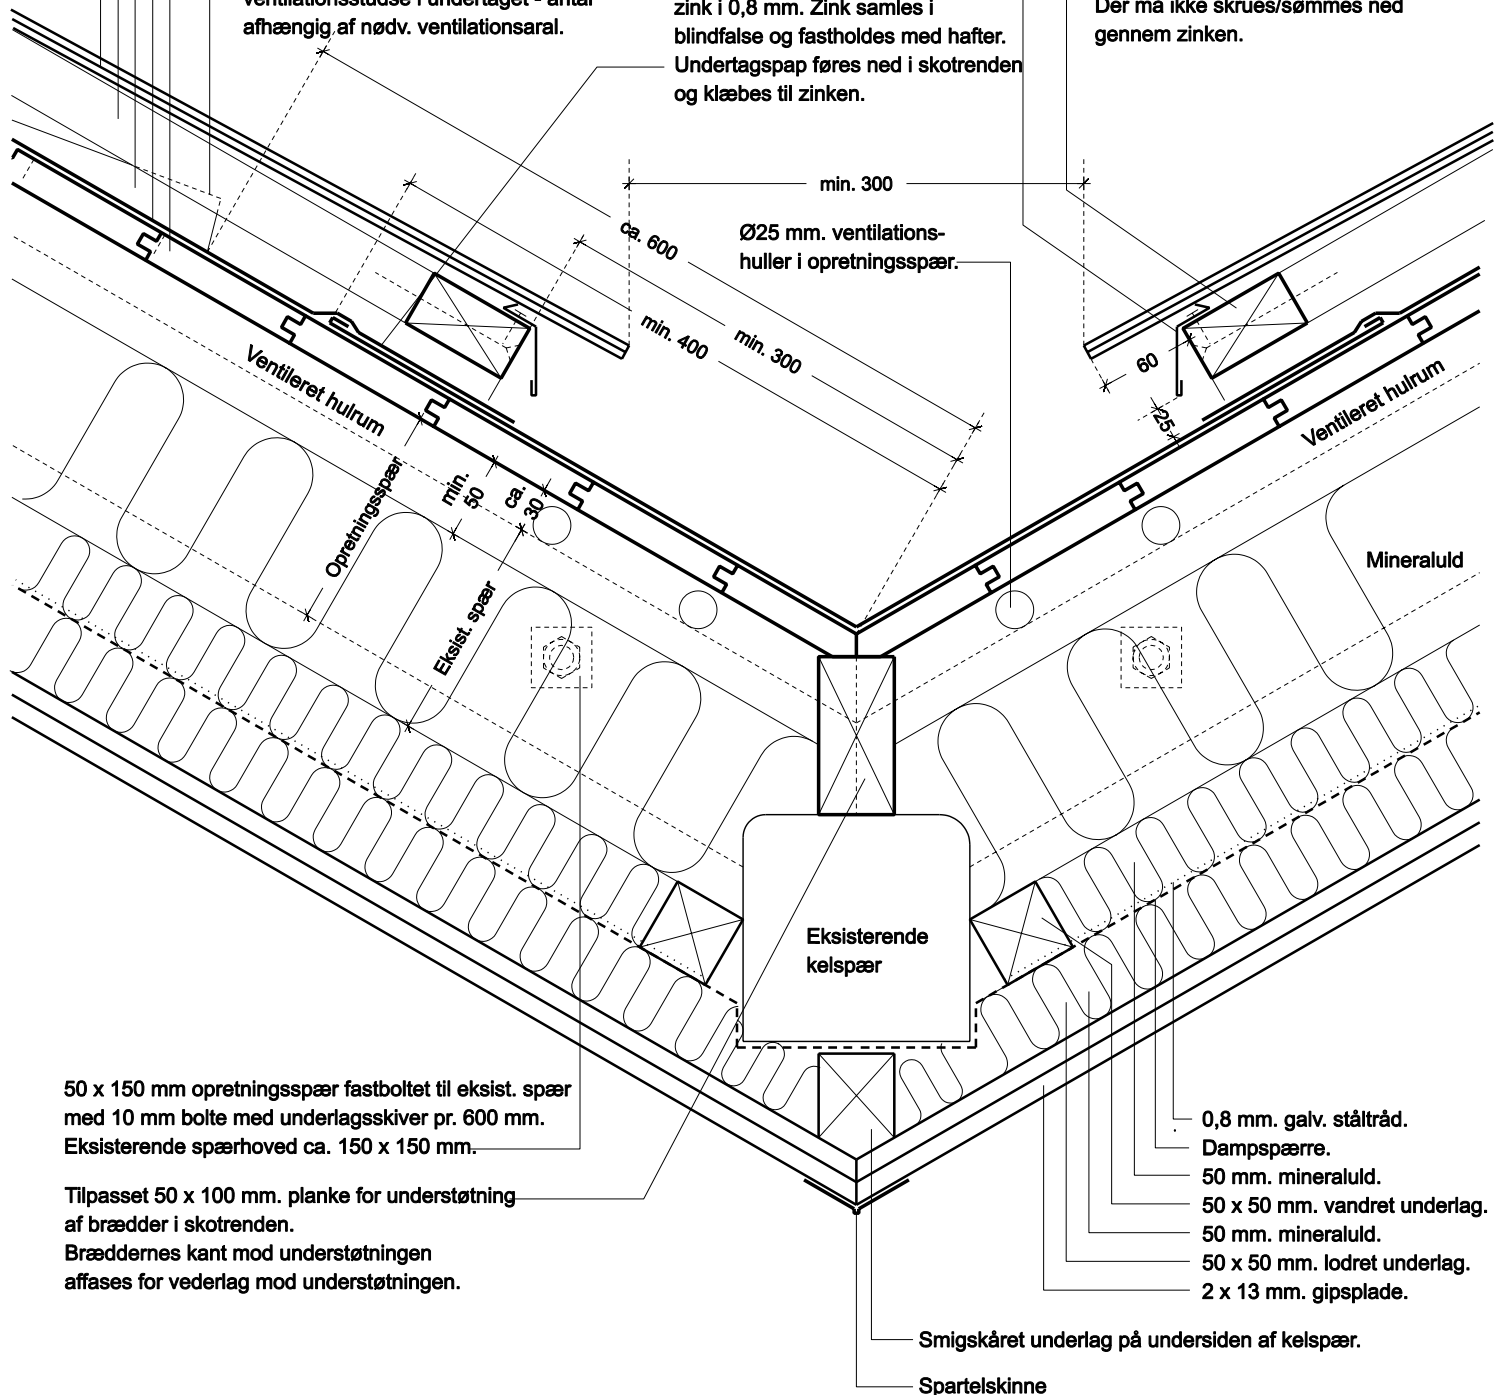 ventilationsstudse i undertaget - antal
afhængig af nødv. ventilationsaral.
zink i 0,8 mm. Zink samles i
blindfalse og fastholdes med hafter.
Undertagspap føres ned i skotrenden
og klæbes til zinken.
Der må ikke skrues/sømmes ned
gennem zinken.
min. 300
ca. 600
Ø25 mm. ventilations-
huller i opretningsspær.
min. 400
min. 300
60
25
Ventileret hulrum
Ventileret hulrum
Opretningsspær
min.
50
ca.
30
Eksist. spær
Mineraluld
Eksisterende
kelspær
50 x 150 mm opretningsspær fastboltet til eksist. spær
med 10 mm bolte med underlagsskiver pr. 600 mm.
Eksisterende spærhoved ca. 150 x 150 mm.
Tilpasset 50 x 100 mm. planke for understøtning
af brædder i skotrenden.
Bræddernes kant mod understøtningen
affases for vederlag mod understøtningen.
0,8 mm. galv. ståltråd.
Dampspærre.
50 mm. mineraluld.
50 x 50 mm. vandret underlag.
50 mm. mineraluld.
50 x 50 mm. lodret underlag.
2 x 13 mm. gipsplade.
Smigskåret underlag på undersiden af kelspær.
Spartelskinne